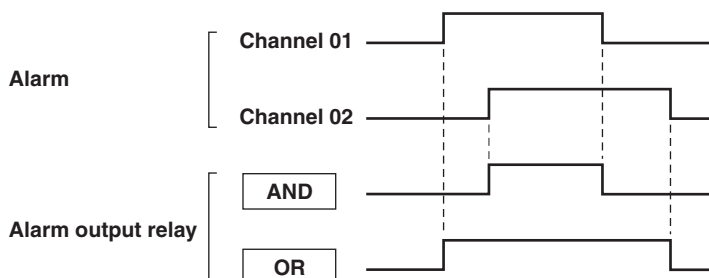 Channel 01
Alarm
Channel 02
AND
Alarm output relay
OR